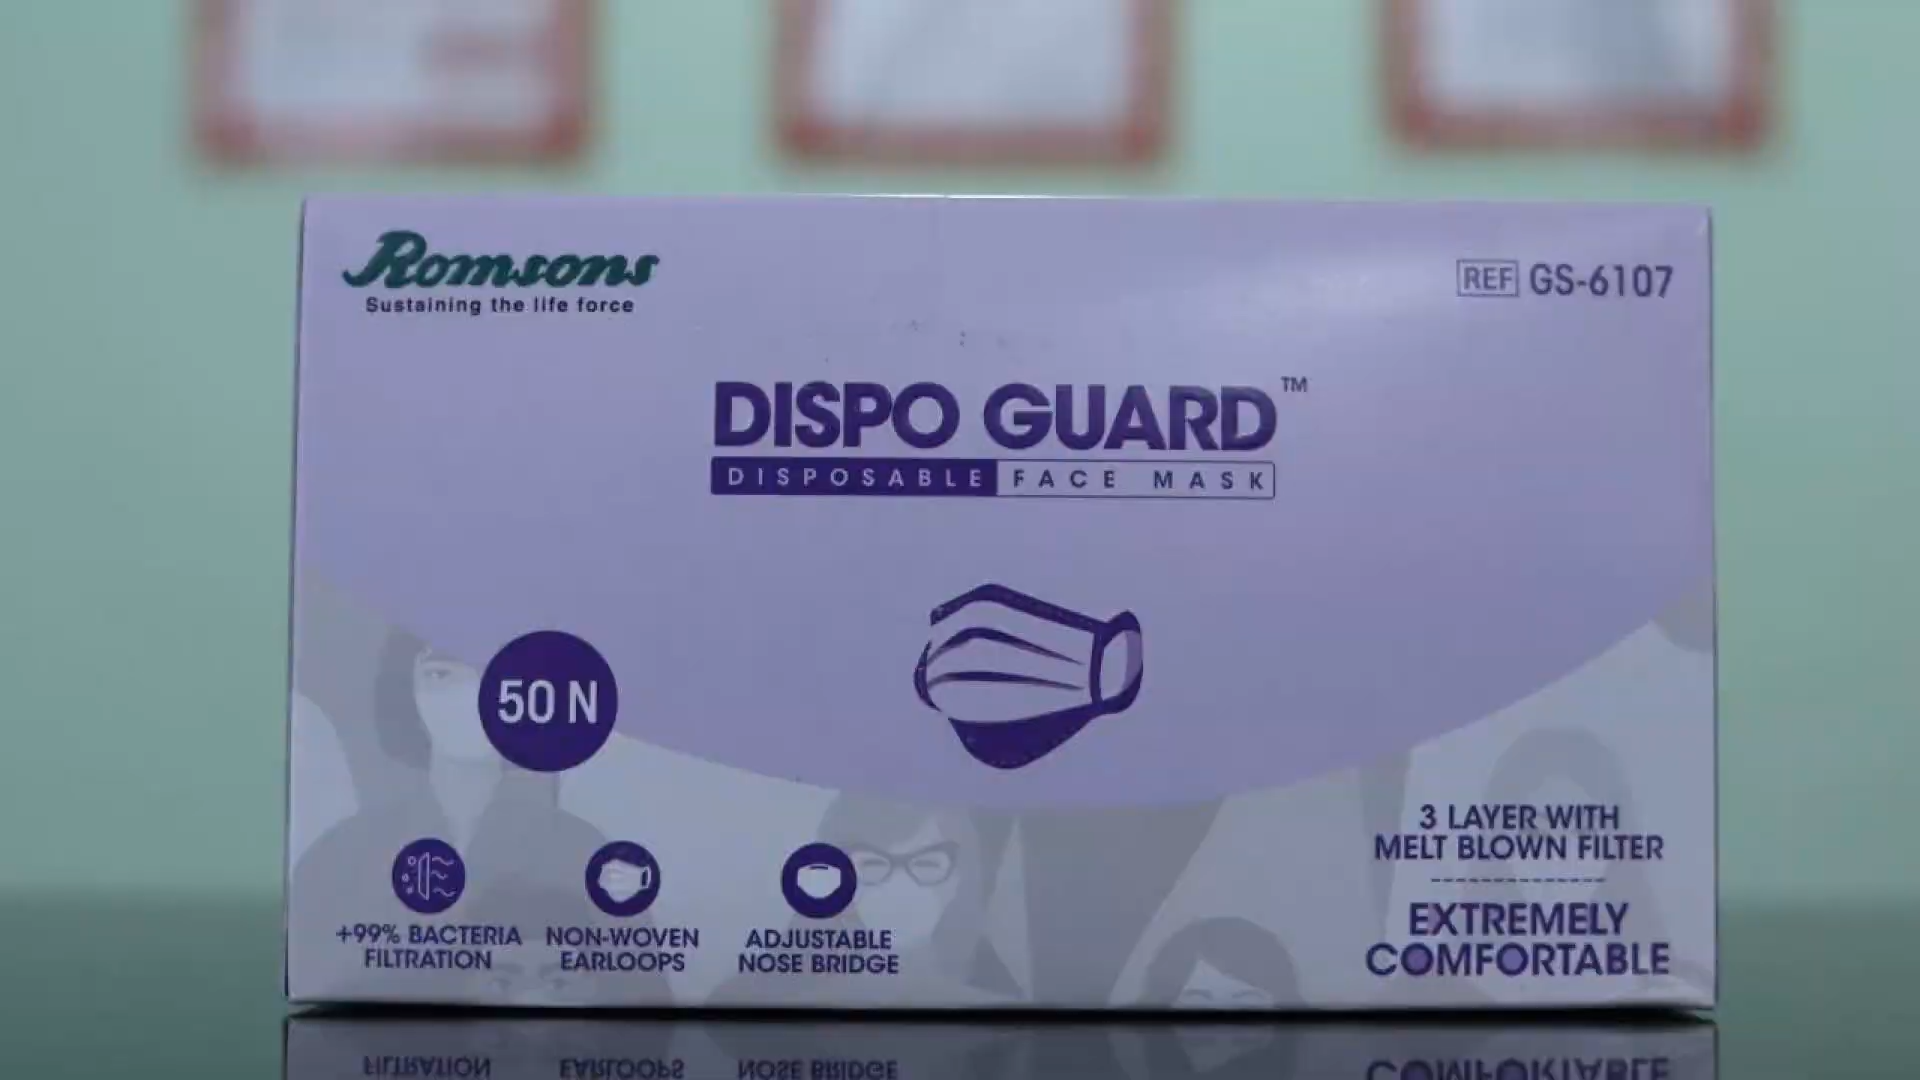 Romsons
Sustaining the life force
REF GS-6107
DISPO GUARD™
DISPOSABLE FACE MASK
50 N
+99% BACTERIA
FILTRATION
NON-WOVEN
EARLOOPS
ADJUSTABLE
NOSE BRIDGE
3 LAYER WITH
MELT BLOWN FILTER
EXTREMELY
COMFORTABLE